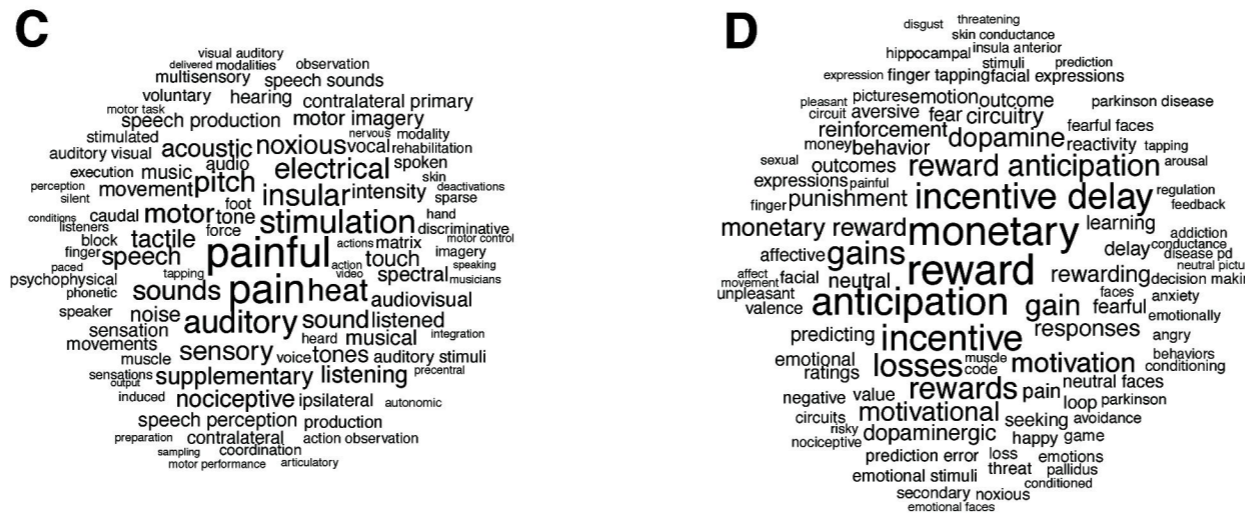 C
visual auditory
delivered modalities observation
multisensory speech sounds
voluntary hearing contralateral primary
motor task
speech production motor imagery
stimulated acoustic noxious vocal nervous modality rehabilitation
auditory visual audio electrical spoken
execution music pitch skin
perception movement insular intensity deactivations
silent foot sparse
conditions caudal motor tone stimulation hand discriminative
listeners force
block tactile painful actions matrix motor control
finger speech action touch imagery
paced tapping video spectral speaking
psychophysical musicians
phonetic sounds pain heat audiovisual
speaker noise auditory sound listened
sensation heard musical integration
movements
muscle sensory voice tones auditory stimuli
sensations supplementary listening precentral
output
induced nociceptive ipsilateral autonomic
speech perception production
preparation contralateral action observation
sampling coordination
motor performance articulatory
D
disgust threatening
skin conductance
hippocampal insula anterior
stimuli prediction
expression finger tapping facial expressions
pleasant pictures emotion outcome parkinson disease
circuit aversive fear circuitry
reinforcement dopamine fearful faces
money behavior reactivity tapping
sexual outcomes reward anticipation arousal
expressions painful
finger punishment incentive delay regulation
feedback
monetary reward monetary learning addiction
affective gains delay conductance
disease pd
affect facial neutral reward rewarding neutral pictu
movement decision makin
unpleasant anticipation gain faces anxiety
valence fearful emotionally
predicting incentive responses angry
emotional losses muscle motivation behaviors
ratings code conditioning
negative value rewards pain neutral faces
loop parkinson
circuits motivational seeking avoidance
risky
nociceptive dopaminergic happy game
prediction error loss emotions
emotional stimuli threat pallidus
conditioned
secondary noxious
emotional faces